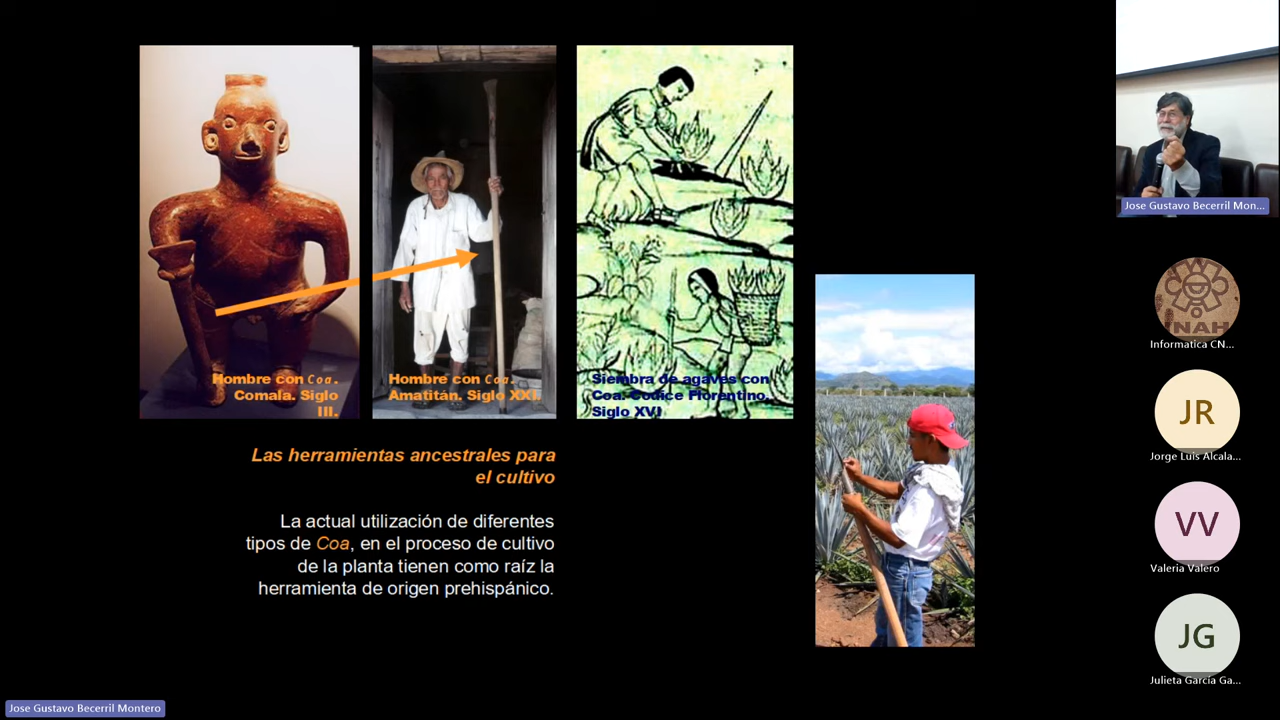 Hombre con Coa.
Comala. Siglo
III.
Hombre con Coa.
Amatitán. Siglo XXI.
Siembra de agaves con
Coa. Codice Florentino.
Siglo XVI
Las herramientas ancestrales para
el cultivo
La actual utilización de diferentes
tipos de Coa, en el proceso de cultivo
de la planta tienen como raíz la
herramienta de origen prehispánico.
Jose Gustavo Becerril Mon...
INAH
Informatica CN...
JR
Jorge Luis Alcala...
VV
Valeria Valero
JG
Julieta García Ga...
Jose Gustavo Becerril Montero